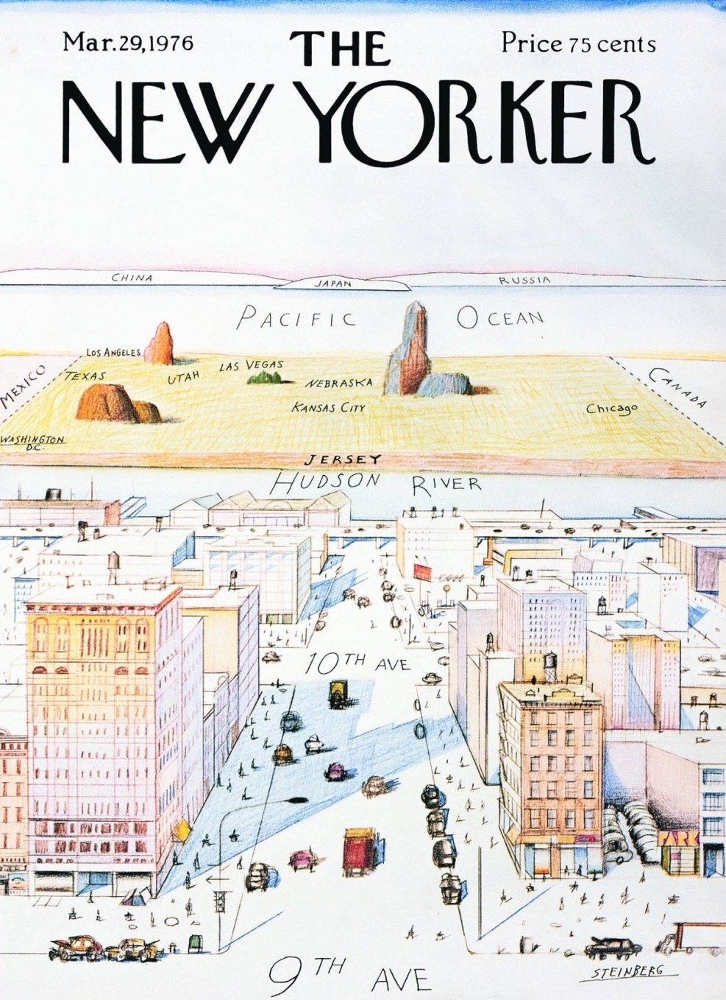 Mar.29,1976
THE
Price 75 cents
NEW YORKER
CHINA
JAPAN
RUSSIA
PACIFIC OCEAN
LOS ANGELES
MEXICO
TEXAS
UTAH
LAS VEGAS
NEBRASKA
CANADA
KANSAS CITY
Chicago
WASHINGTON
D.C.
JERSEY
HUDSON RIVER
10TH AVE
ARK
9TH AVE
STEINBERG